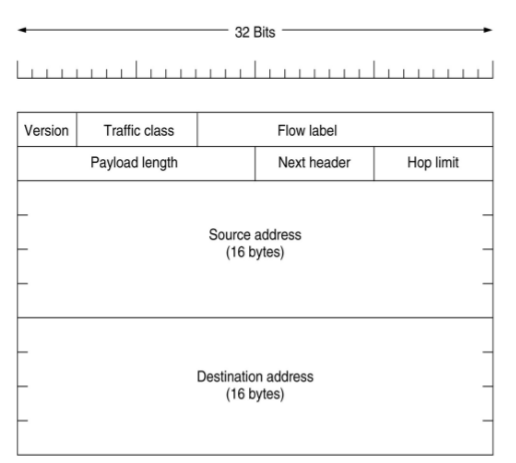 32 Bits
Version Traffic class Flow label
Payload length Next header Hop limit
Source address
(16 bytes)
Destination address
(16 bytes)